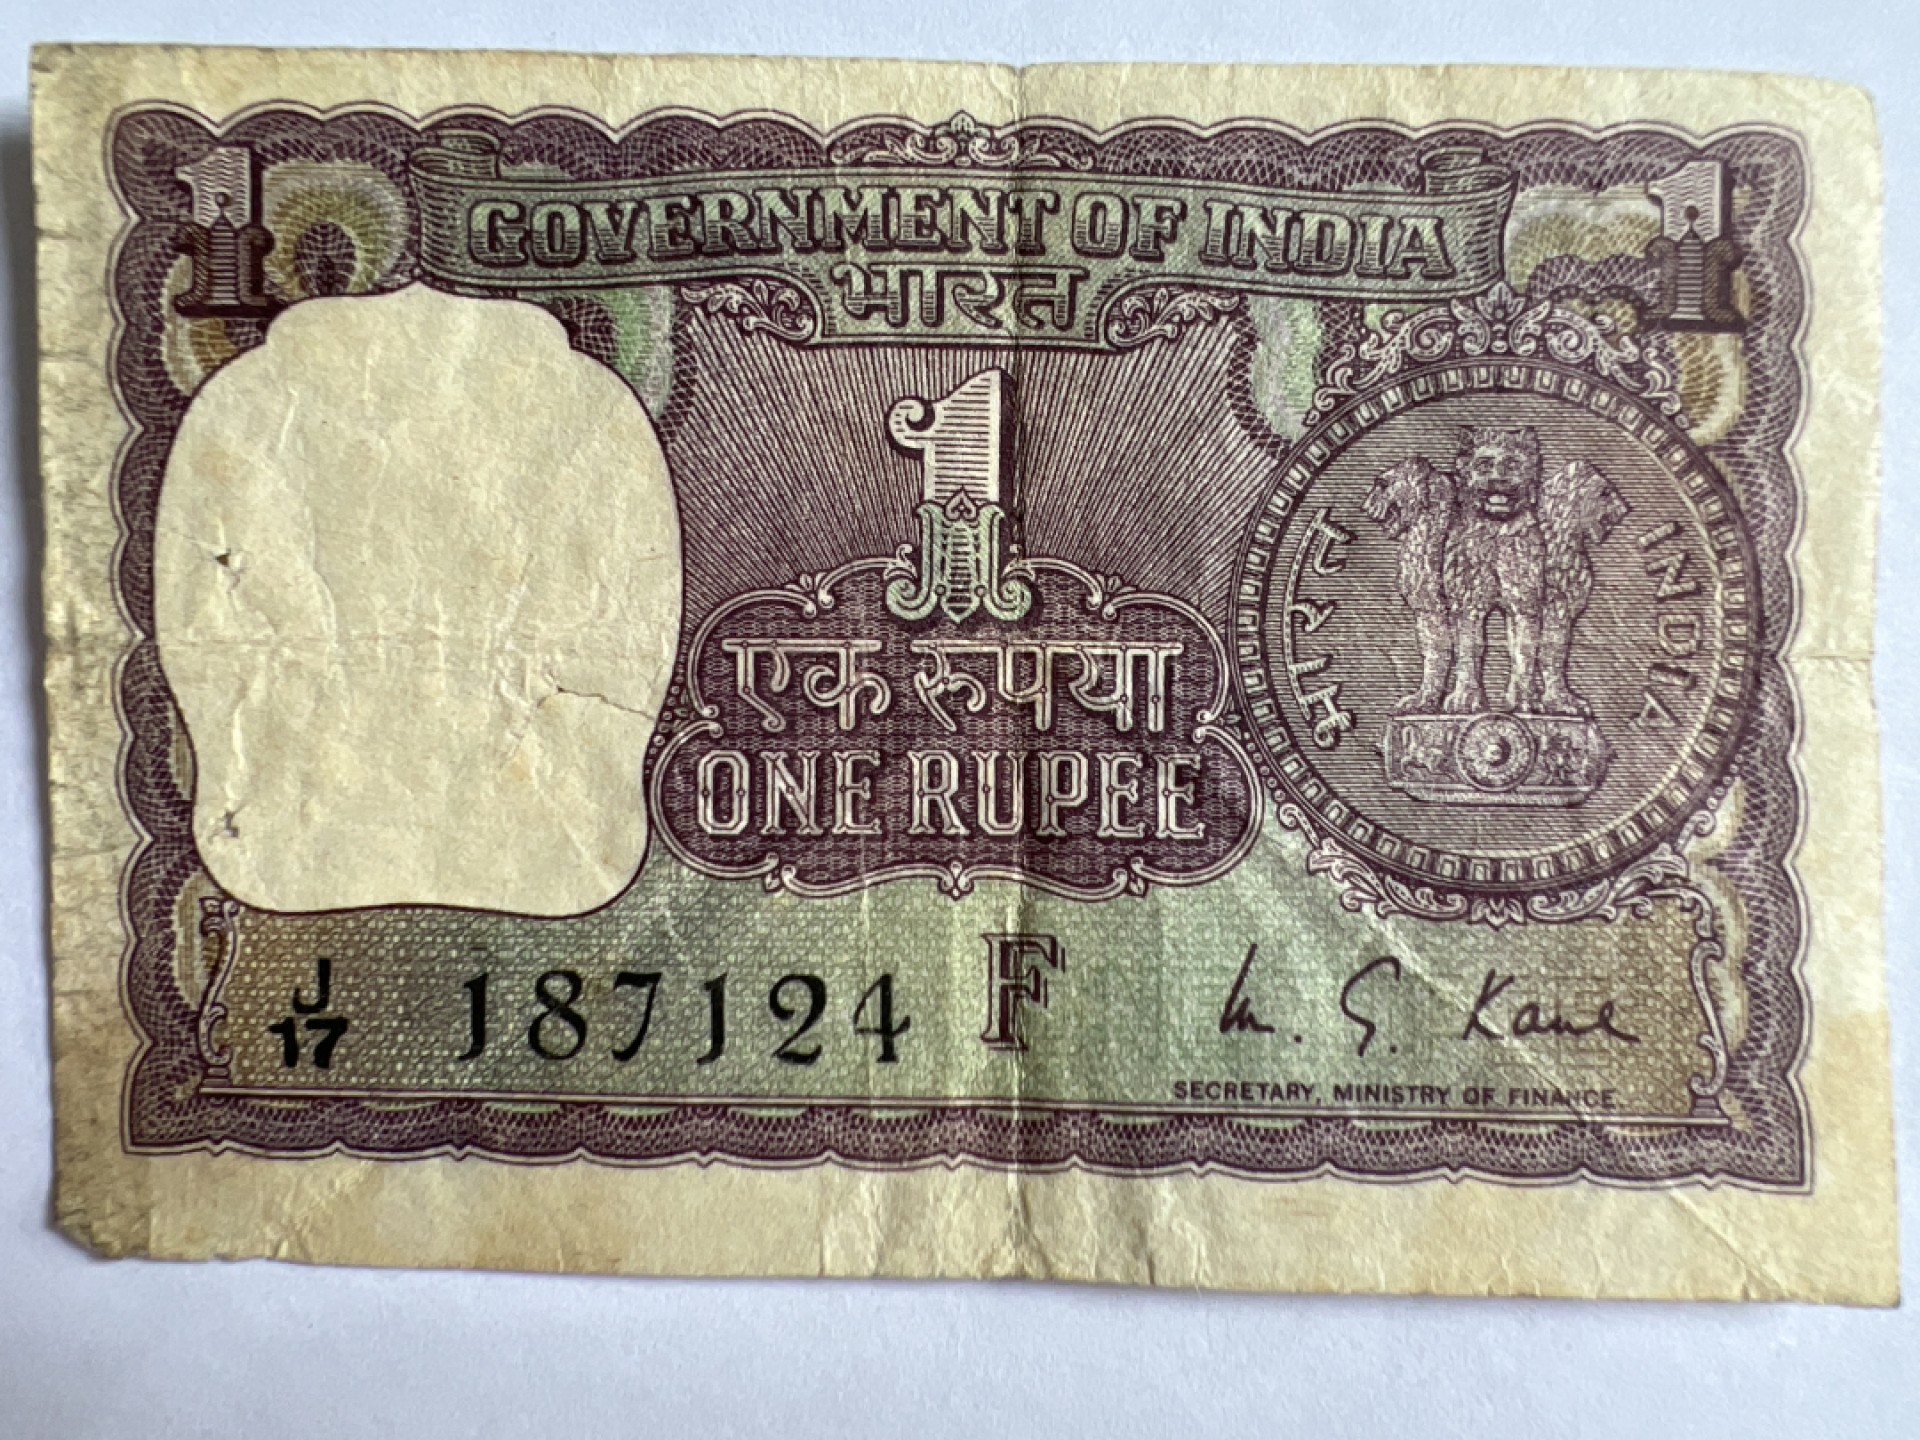 1 GOVERNMENT OF INDIA 1
भारत
1
एक रुपया
ONE RUPEE
भारत INDIA
J/17 187124 F M. G. Kaul
SECRETARY, MINISTRY OF FINANCE.